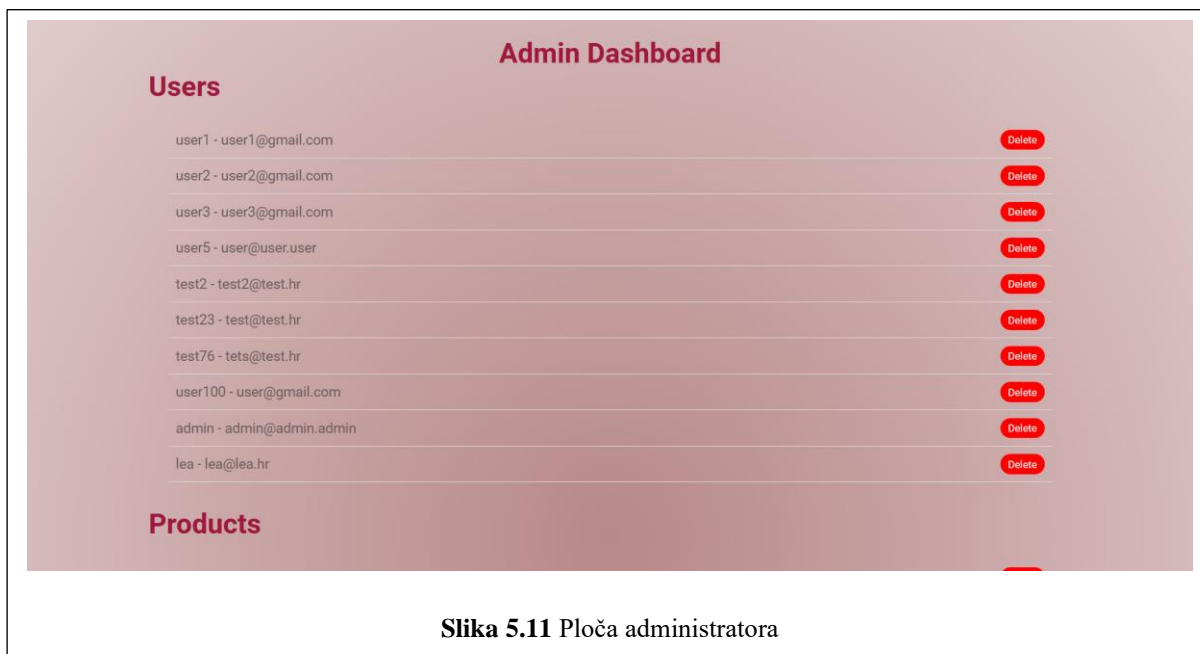 Admin Dashboard
Users
user1 - user1@gmail.com Delete
user2 - user2@gmail.com Delete
user3 - user3@gmail.com Delete
user5 - user@user.user Delete
test2 - test2@test.hr Delete
test23 - test@test.hr Delete
test76 - tets@test.hr Delete
user100 - user@gmail.com Delete
admin - admin@admin.admin Delete
lea - lea@lea.hr Delete
Products
Slika 5.11 Ploča administratora